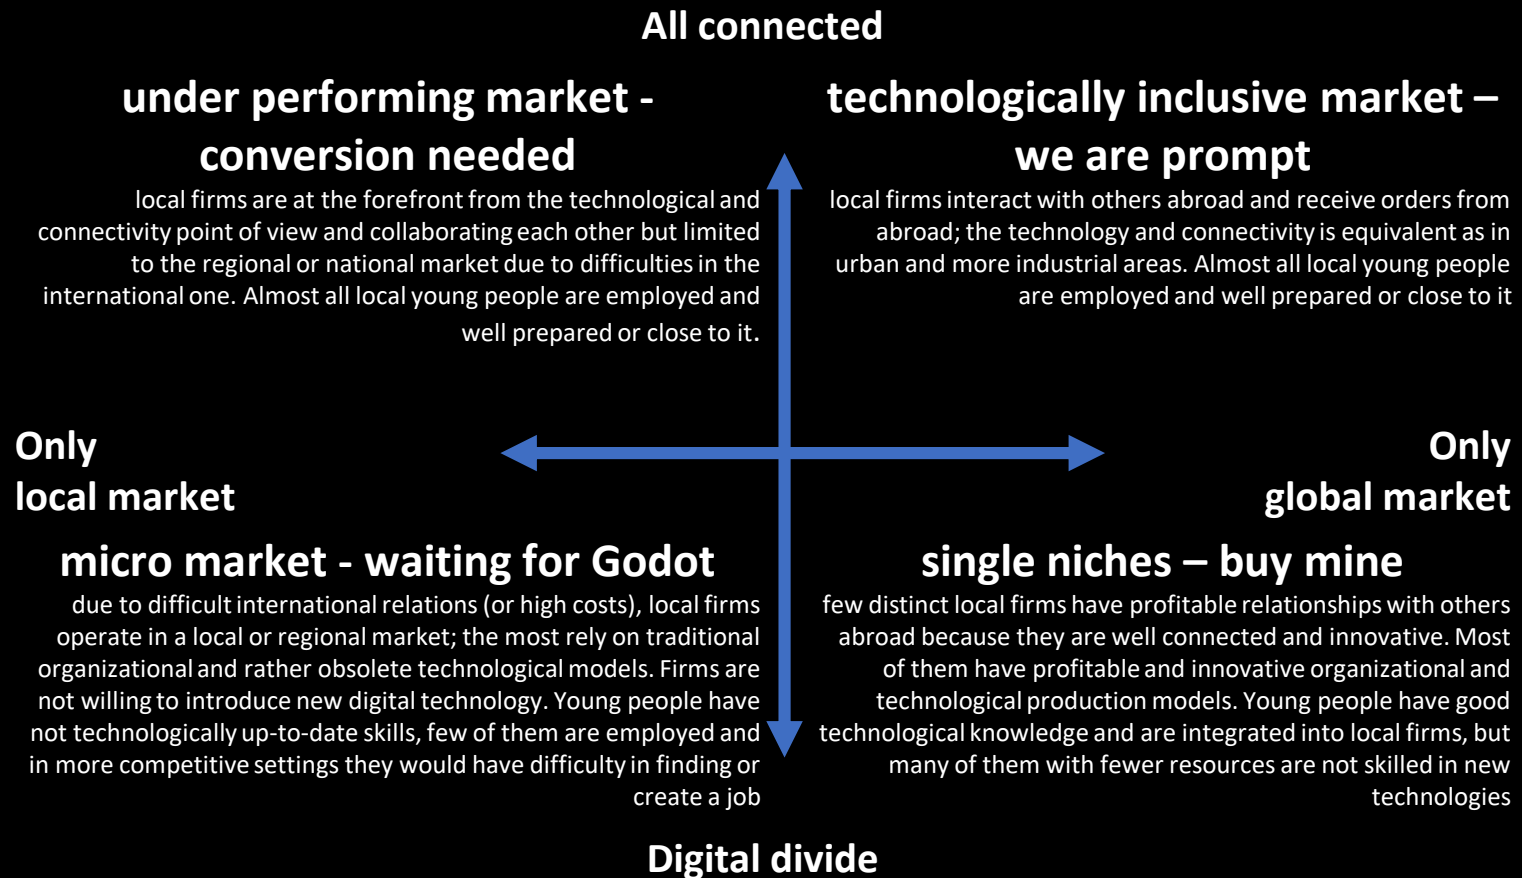 All connected
under performing market -
conversion needed
local firms are at the forefront from the technological and
connectivity point of view and collaborating each other but limited
to the regional or national market due to difficulties in the
international one. Almost all local young people are employed and
well prepared or close to it.
technologically inclusive market –
we are prompt
local firms interact with others abroad and receive orders from
abroad; the technology and connectivity is equivalent as in
urban and more industrial areas. Almost all local young people
are employed and well prepared or close to it
Only
local market
Only
global market
micro market - waiting for Godot
due to difficult international relations (or high costs), local firms
operate in a local or regional market; the most rely on traditional
organizational and rather obsolete technological models. Firms are
not willing to introduce new digital technology. Young people have
not technologically up-to-date skills, few of them are employed and
in more competitive settings they would have difficulty in finding or
create a job
single niches – buy mine
few distinct local firms have profitable relationships with others
abroad because they are well connected and innovative. Most
of them have profitable and innovative organizational and
technological production models. Young people have good
technological knowledge and are integrated into local firms, but
many of them with fewer resources are not skilled in new
technologies
Digital divide